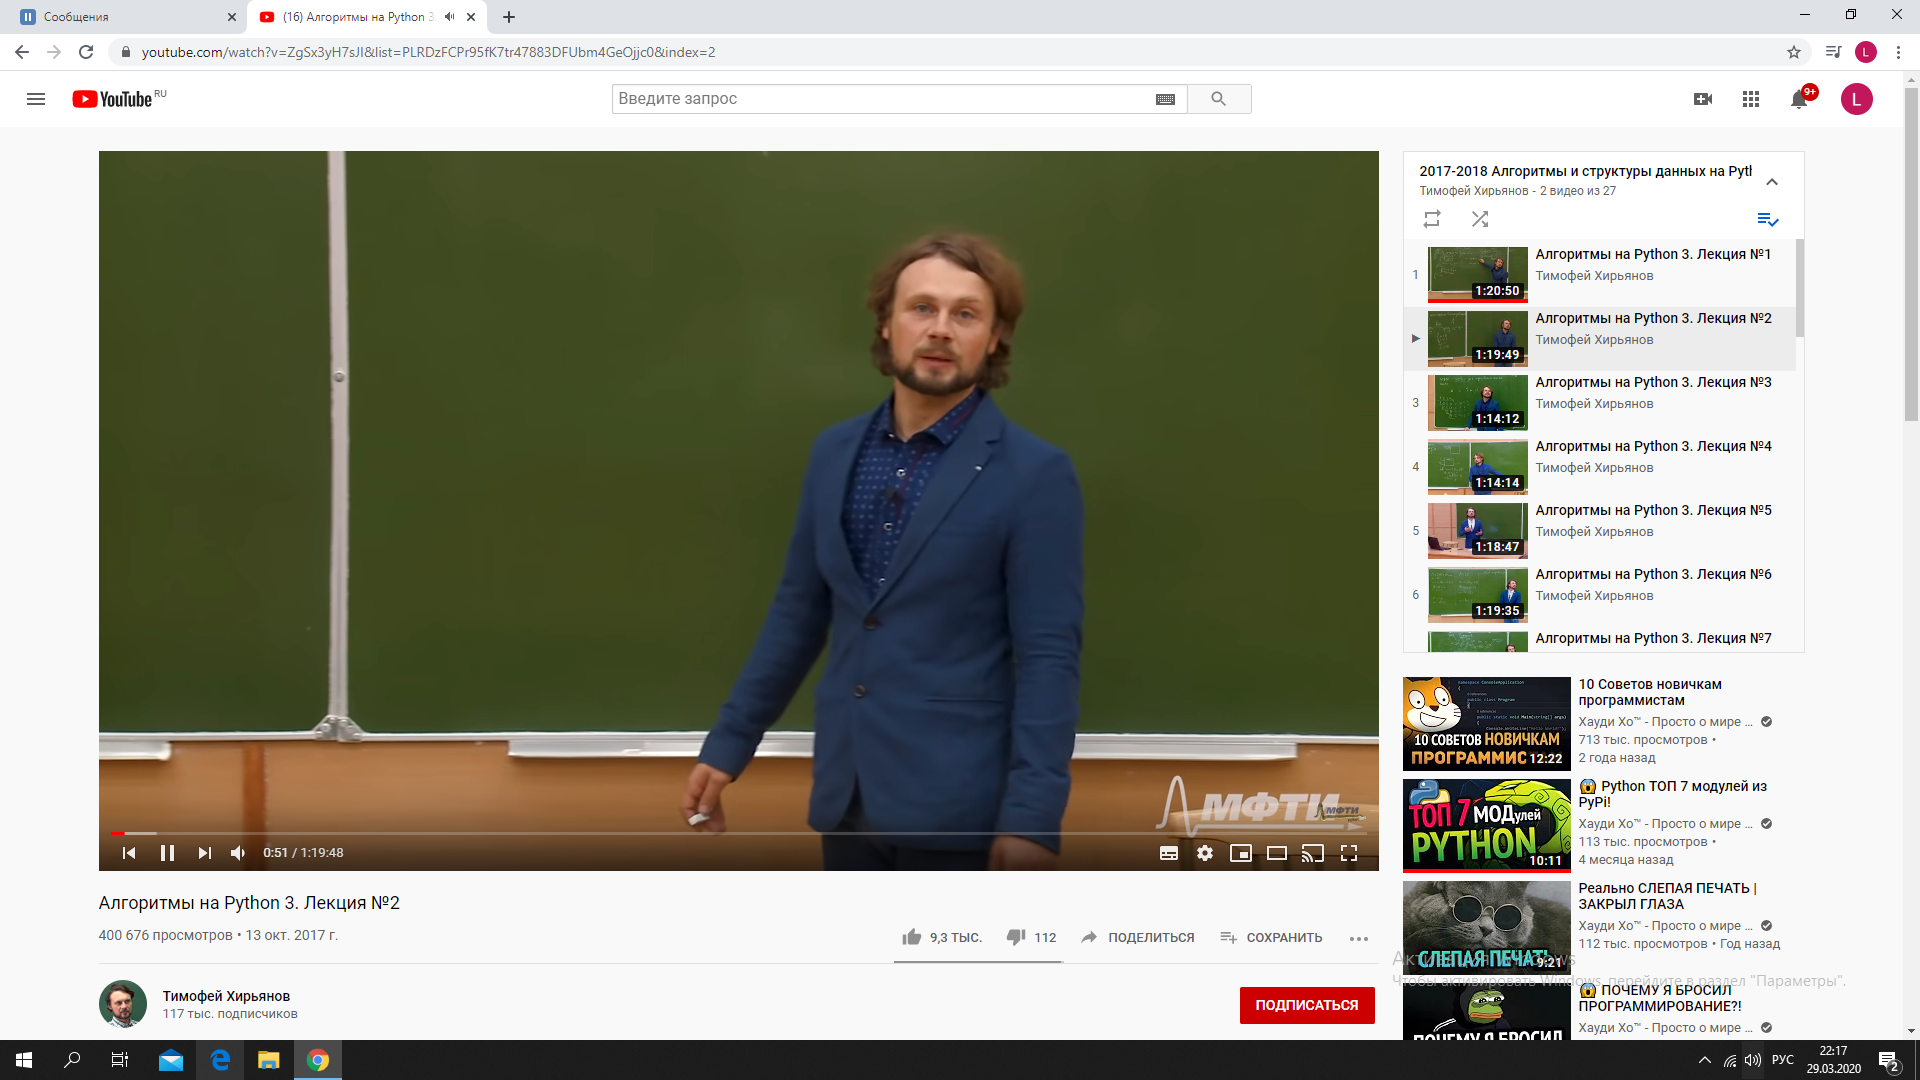 Сообщения
(16) Алгоритмы на Python 3
youtube.com/watch?v=ZgSx3yH7sJI&list=PLRDzFCPr95fK7tr47883DFUbm4GeOjjc0&index=2
L
YouTube RU
Введите запрос
9+
L
МФТИ
МФТИ
0:51 / 1:19:48
Алгоритмы на Python 3. Лекция №2
400 676 просмотров • 13 окт. 2017 г.
9,3 ТЫС.
112
ПОДЕЛИТЬСЯ
СОХРАНИТЬ
Тимофей Хирьянов
117 тыс. подписчиков
ПОДПИСАТЬСЯ
2017-2018 Алгоритмы и структуры данных на Pyth
Тимофей Хирьянов - 2 видео из 27
1
1:20:50
Алгоритмы на Python 3. Лекция №1
Тимофей Хирьянов
1:19:49
Алгоритмы на Python 3. Лекция №2
Тимофей Хирьянов
3
1:14:12
Алгоритмы на Python 3. Лекция №3
Тимофей Хирьянов
4
1:14:14
Алгоритмы на Python 3. Лекция №4
Тимофей Хирьянов
5
1:18:47
Алгоритмы на Python 3. Лекция №5
Тимофей Хирьянов
6
1:19:35
Алгоритмы на Python 3. Лекция №6
Тимофей Хирьянов
Алгоритмы на Python 3. Лекция №7
10 СОВЕТОВ НОВИЧКАМ
ПРОГРАММИС
12:22
10 Советов новичкам
программистам
Хауди Хо™ - Просто о мире ...
713 тыс. просмотров •
2 года назад
ТОП 7 МОДулей
PYTHON
10:11
Python ТОП 7 модулей из
PyPi!
Хауди Хо™ - Просто о мире ...
113 тыс. просмотров •
4 месяца назад
СЛЕПАЯ ПЕЧАТЬ
9:21
Реально СЛЕПАЯ ПЕЧАТЬ |
ЗАКРЫЛ ГЛАЗА
Хауди Хо™ - Просто о мире ...
112 тыс. просмотров • Год назад
Активация Windows
Чтобы активировать Windows, перейдите в раздел "Параметры".
ПОЧЕМУ Я БРОСИЛ
ПОЧЕМУ Я БРОСИЛ
ПРОГРАММИРОВАНИЕ?!
Хауди Хо™ - Просто о мире ...
РУС
22:17
29.03.2020
2